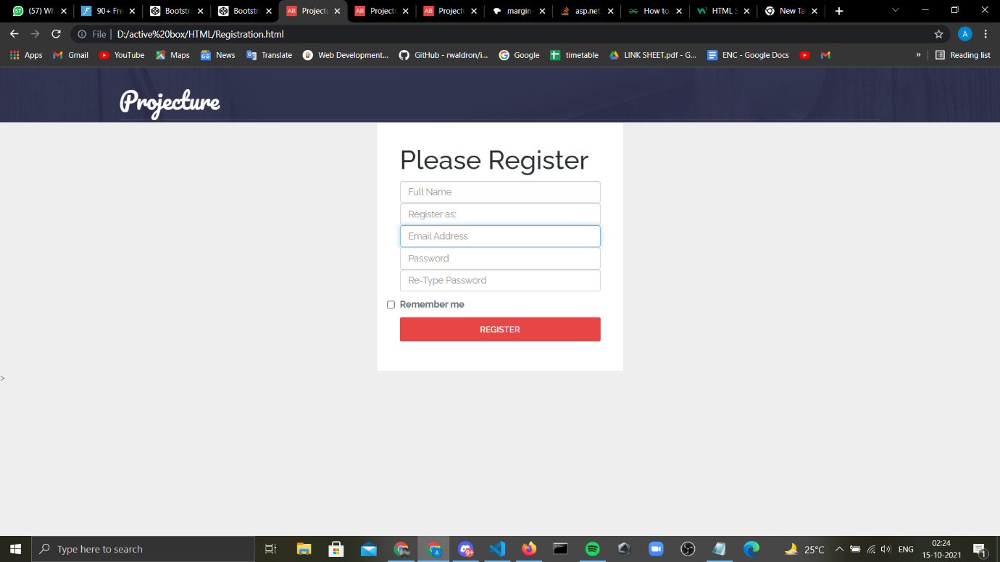 (57) Wh
90+ Fre
Bootstr
Bootstr
Projectu
Projectu
Projectu
margin-
asp.net
How to
HTML S
New Ta
File | D:/active%20box/HTML/Registration.html
A
Apps
Gmail
YouTube
Maps
News
Translate
Web Development...
GitHub - rwaldron/i...
Google
timetable
LINK SHEET.pdf - G...
ENC - Google Docs
»
Reading list
Projecture
Please Register
Full Name
Register as:
Email Address
Password
Re-Type Password
Remember me
REGISTER
>
Type here to search
9+
25°C
ENG
02:24
15-10-2021
1